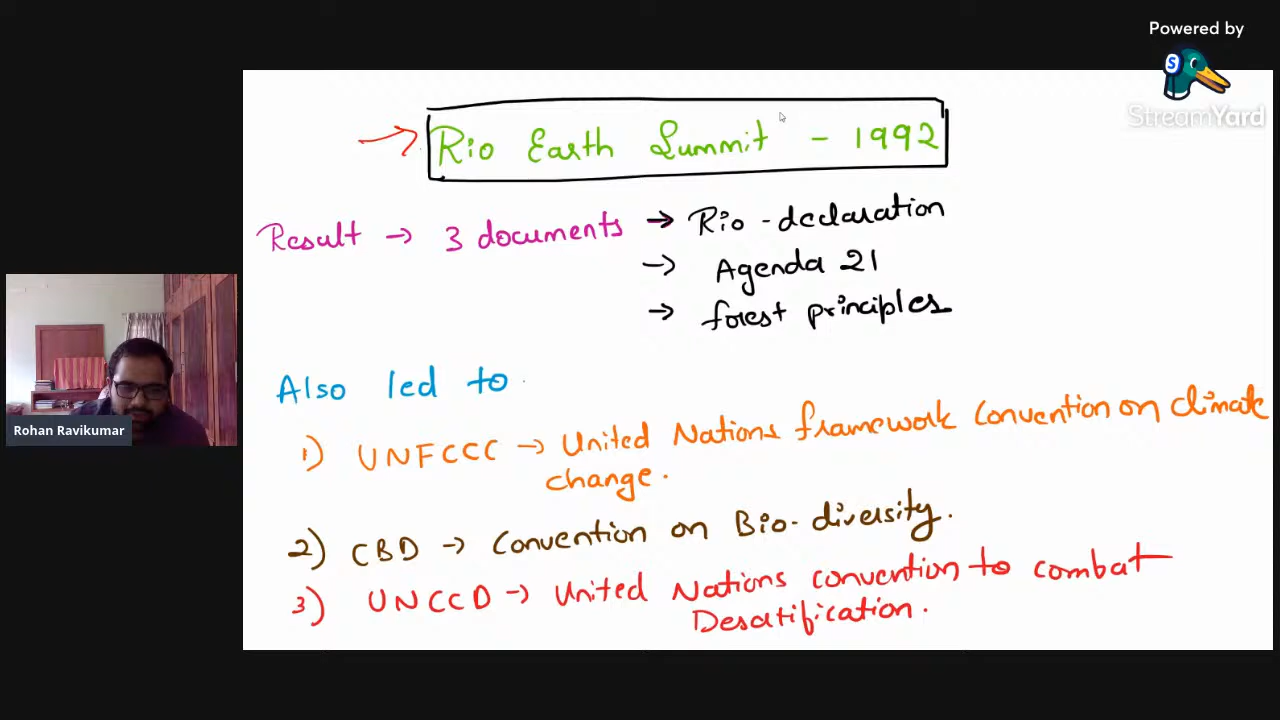 Powered by
S
StreamYard
Rio Earth Summit - 1992
Result → 3 documents → Rio-declaration
→ Agenda 21
→ forest principles
Also led to
1) UNFCCC → United Nations framework Convention on climate
change.
2) CBD → Convention on Bio-diversity.
3) UNCCD → United Nations convention to combat
Desertification.
Rohan Ravikumar